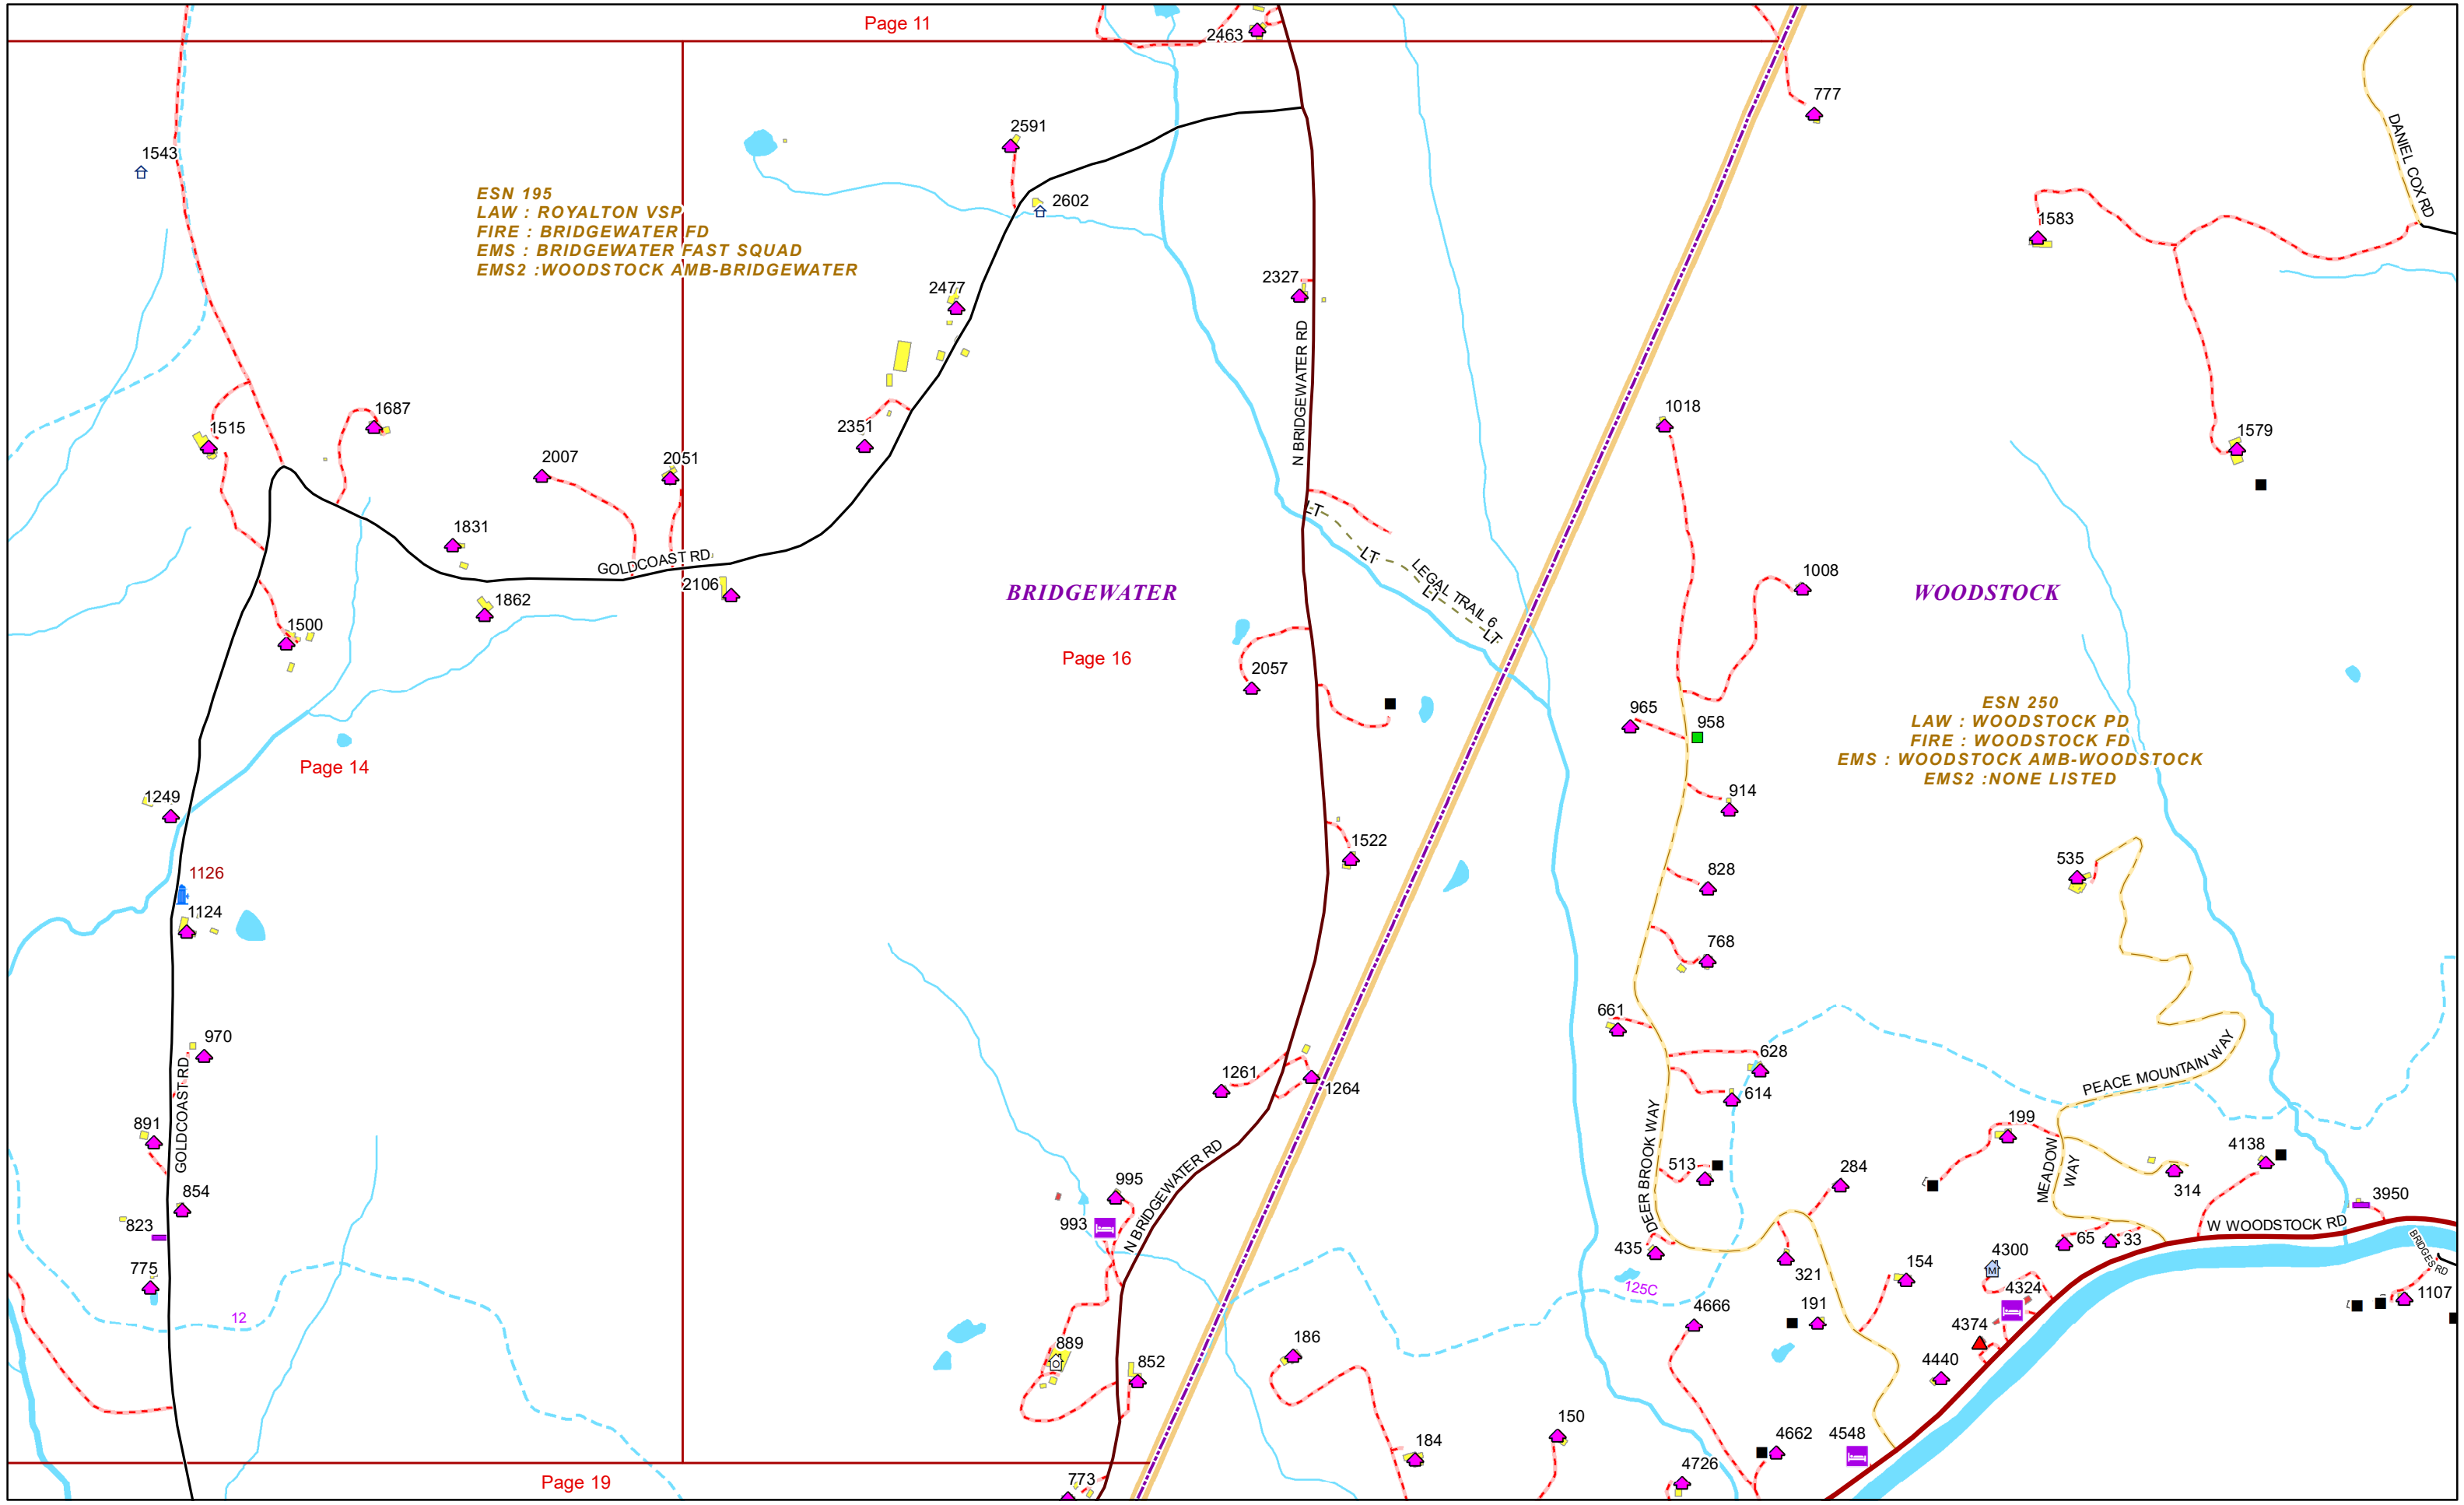 Page 11
2463
777
2591
1543
DANIEL COX RD
ESN 195
LAW : ROYALTON VSP
FIRE : BRIDGEWATER FD
EMS : BRIDGEWATER FAST SQUAD
EMS2 :WOODSTOCK AMB-BRIDGEWATER
2602
1583
2327
2477
N BRIDGEWATER RD
1687
1018
1515
2351
1579
2007
2051
LT
1831
GOLDCOAST RD
LT
LEGAL TRAIL 6
LT
LT
2106
BRIDGEWATER
1008
WOODSTOCK
1862
1500
Page 16
2057
ESN 250
LAW : WOODSTOCK PD
FIRE : WOODSTOCK FD
EMS : WOODSTOCK AMB-WOODSTOCK
EMS2 :NONE LISTED
965
958
Page 14
1249
914
1522
535
1126
828
1124
768
661
970
628
PEACE MOUNTAIN WAY
1261
1264
614
GOLDCOAST RD
891
199
DEER BROOK WAY
MEADOW
WAY
4138
513
284
995
N BRIDGEWATER RD
314
854
3950
993
823
W WOODSTOCK RD
435
65
33
BRIDGES RD
775
321
154
4300
M
125C
4324
1107
12
4666
191
4374
889
186
852
4440
150
184
4662
4548
4726
773
Page 19